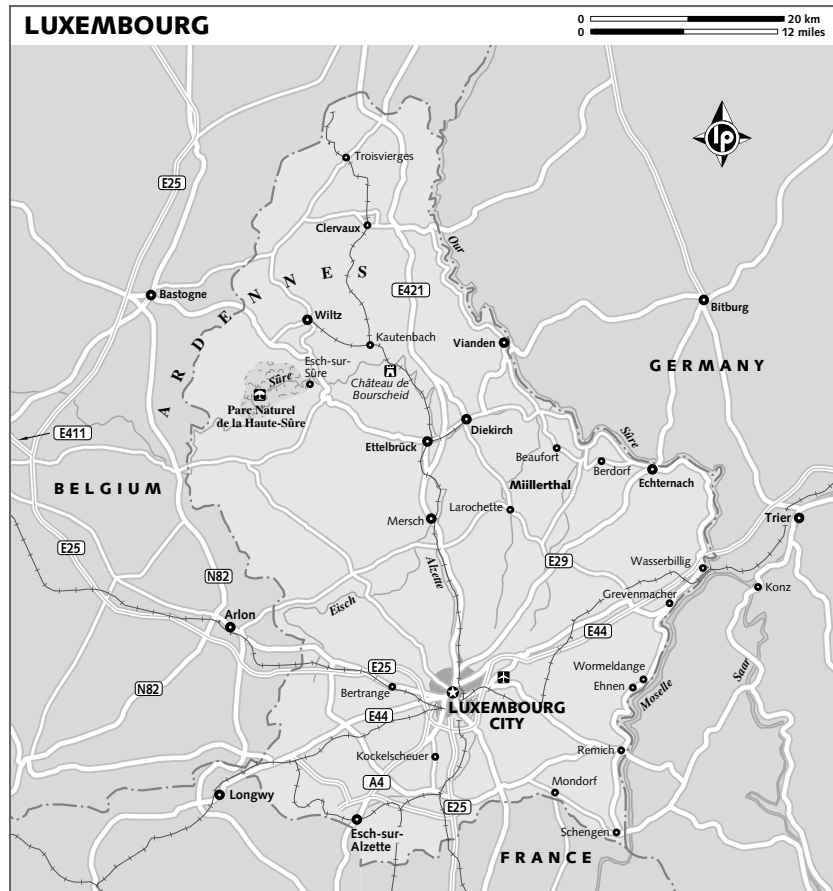 LUXEMBOURG
0 20 km
0 12 miles
lp
Troisvierges
E25
Clervaux
Our
ARDENNES
E421
Bastogne
Bitburg
Wiltz
Kautenbach
Vianden
GERMANY
Esch-sur-
Sûre
Sûre
Château de
Bourscheid
Parc Naturel
de la Haute-Sûre
Diekirch
Sûre
E411
Ettelbrück
Beaufort
Berdorf
Echternach
BELGIUM
Müllerthal
Mersch
Larochette
Trier
E25
Alzette
E29
Wasserbillig
N82
Konz
Eisch
Grevenmacher
Arlon
E44
E25
Wormeldange
Saar
N82
Bertrange
Ehnen
Moselle
LUXEMBOURG
CITY
E44
Kockelscheuer
Remich
A4
Mondorf
Longwy
E25
Esch-sur-
Alzette
Schengen
FRANCE